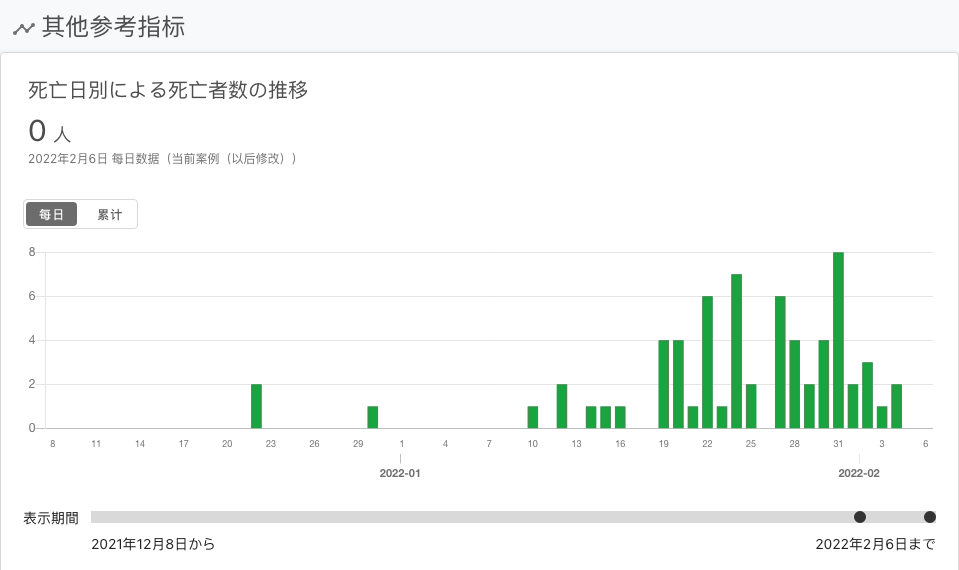 其他参考指标
死亡日別による死亡者数の推移
0 人
2022年2月6日 每日数据（当前案例（以后修改））
每日 累计
8
6
4
2
0
8 11 14 17 20 23 26 29 1 4 7 10 13 16 19 22 25 28 31 3 6
2022-01 2022-02
表示期間
2021年12月8日から 2022年2月6日まで